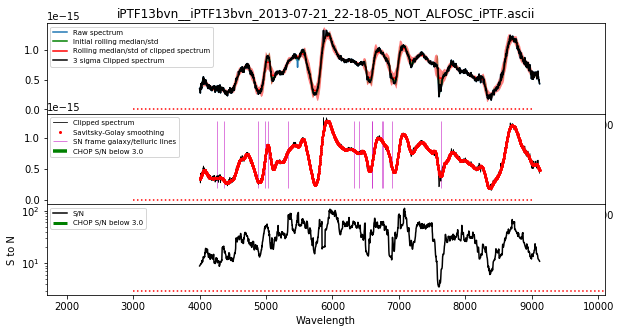 iPTF13bvn__iPTF13bvn_2013-07-21_22-18-05_NOT_ALFOSC_iPTF.ascii
1e−15
Raw spectrum
Initial rolling median/std
Rolling median/std of clipped spectrum
3 sigma Clipped spectrum
1.0
0.5
0.0
1e−15
Clipped spectrum
Savitsky-Golay smoothing
SN frame galaxy/telluric lines
CHOP S/N below 3.0
1.0
0.5
0.0
S/N
CHOP S/N below 3.0
10²
10¹
S to N
2000 3000 4000 5000 6000 7000 8000 9000 10000
Wavelength